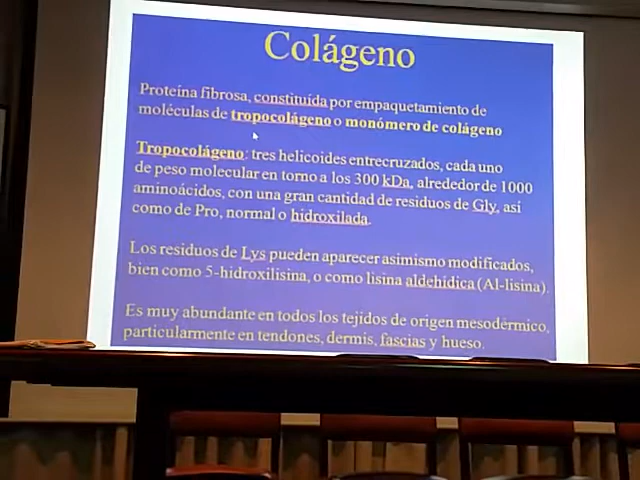 Colágeno
Proteína fibrosa, constituída por empaquetamiento de
moléculas de tropocolágeno o monómero de colágeno
Tropocolágeno: tres helicoides entrecruzados, cada uno
de peso molecular en torno a los 300 kDa, alrededor de 1000
aminoácidos, con una gran cantidad de residuos de Gly, así
como de Pro, normal o hidroxilada.
Los residuos de Lys pueden aparecer asimismo modificados,
bien como 5-hidroxilisina, o como lisina aldehídica (Al-lisina).
Es muy abundante en todos los tejidos de origen mesodérmico,
particularmente en tendones, dermis, fascias y hueso.